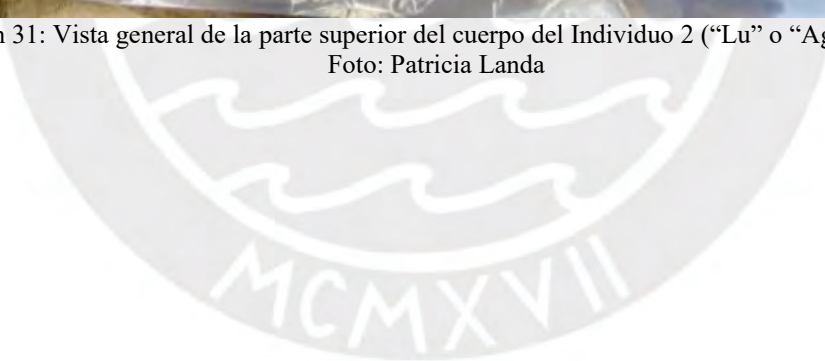 n 31: Vista general de la parte superior del cuerpo del Individuo 2 (“Lu” o “Ag
Foto: Patricia Landa
MCMXVII